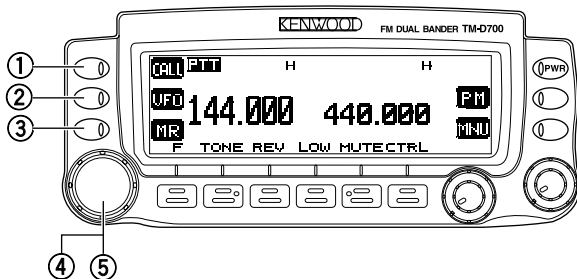 KENWOOD FM DUAL BANDER TM-D700
① CALL PTT H H PWR
② VFO 144.000 440.000 PM
③ MR MNU
F TONE REV LOW MUTE CTRL
④ ⑤